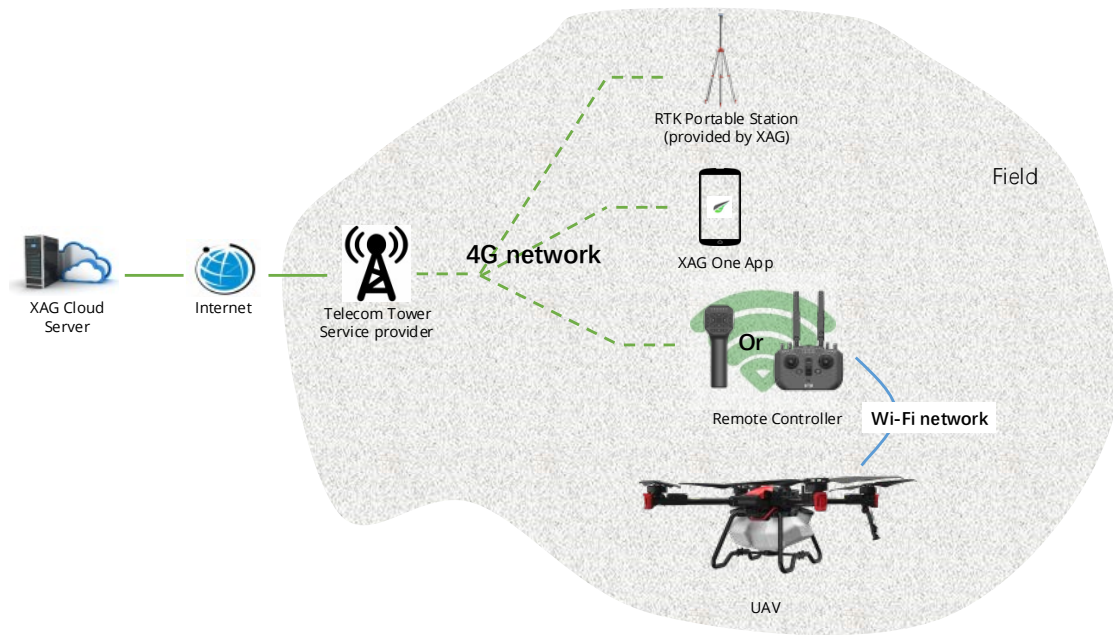 RTK Portable Station
(provided by XAG)
Field
4G network
XAG One App
XAG Cloud
Server
Internet
Telecom Tower
Service provider
Or
Remote Controller
Wi-Fi network
UAV